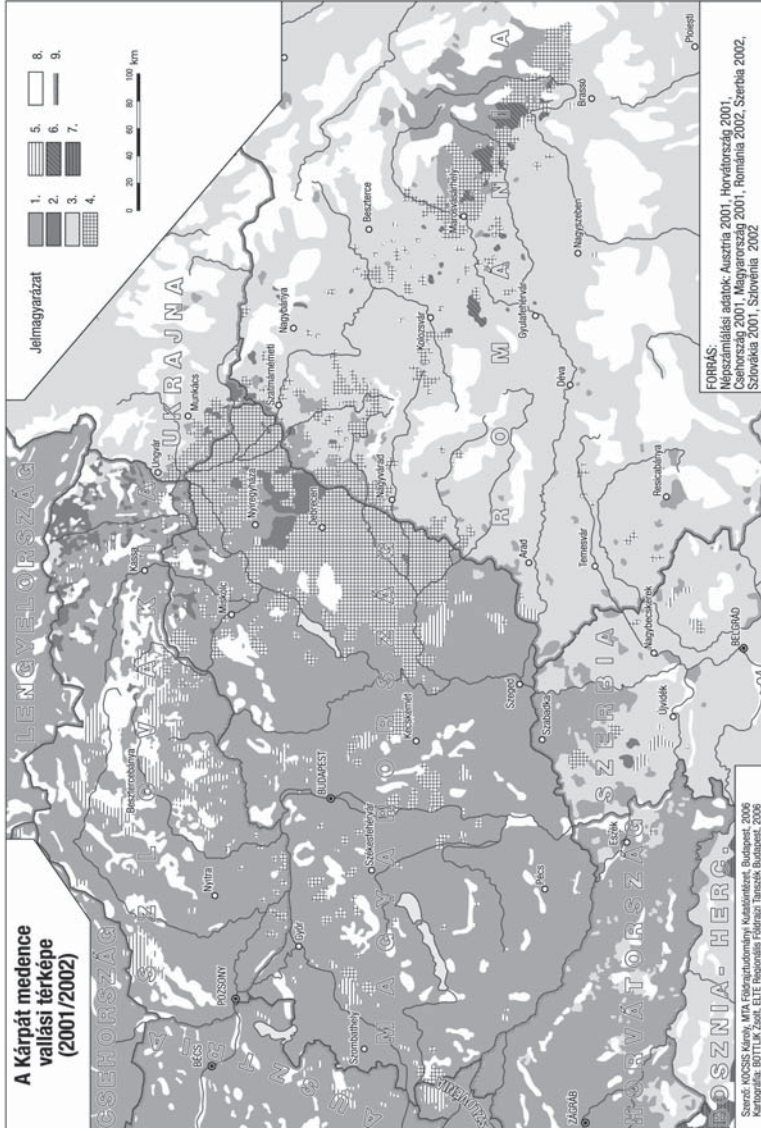 A Kárpát medence
vallási térképe
(2001/2002)
Jelmagyarázat
1.
2.
3.
4.
5.
6.
7.
8.
9.
0 20 40 60 80 100
km
CSEHORSZÁG
LENGYELORSZÁG
SZLOVÁKIA
UKRAJNA
AUSZTRIA
MAGYARORSZÁG
ROMÁNIA
HORVÁTORSZÁG
SZERBIA
BOSZNIA- HERC.
BÉCS
POZSONY
Nyitra
Besztercebánya
Kassa
Ungvár
Munkács
Győr
Szombathely
Székesfehérvár
BUDAPEST
Miskolc
Nyíregyháza
Debrecen
Szatmárnémeti
Nagybánya
Beszterce
Nagyvárad
Kolozsvár
Marosvásárhely
Kecskemét
Szeged
Pécs
Szabadka
Arad
Temesvár
Déva
Gyulafehérvár
Nagyszeben
Brassó
Ploiesti
Resicabánya
Nagybecskerek
Újvidék
Eszék
ZÁGRÁB
BELGRÁD
Szerző: KOCSIS Károly, MTA Földrajztudományi Kutatóintézet, Budapest, 2006
Kartográfia: BOTTLIK Zsolt, ELTE Regionális Földrajzi Tanszék Budapest, 2006
FORRÁS:
Népszámlálási adatok: Ausztria 2001, Horvátország 2001,
Csehország 2001, Magyarország 2001, Románia 2002, Szerbia 2002,
Szlovákia 2001, Szlovénia 2002